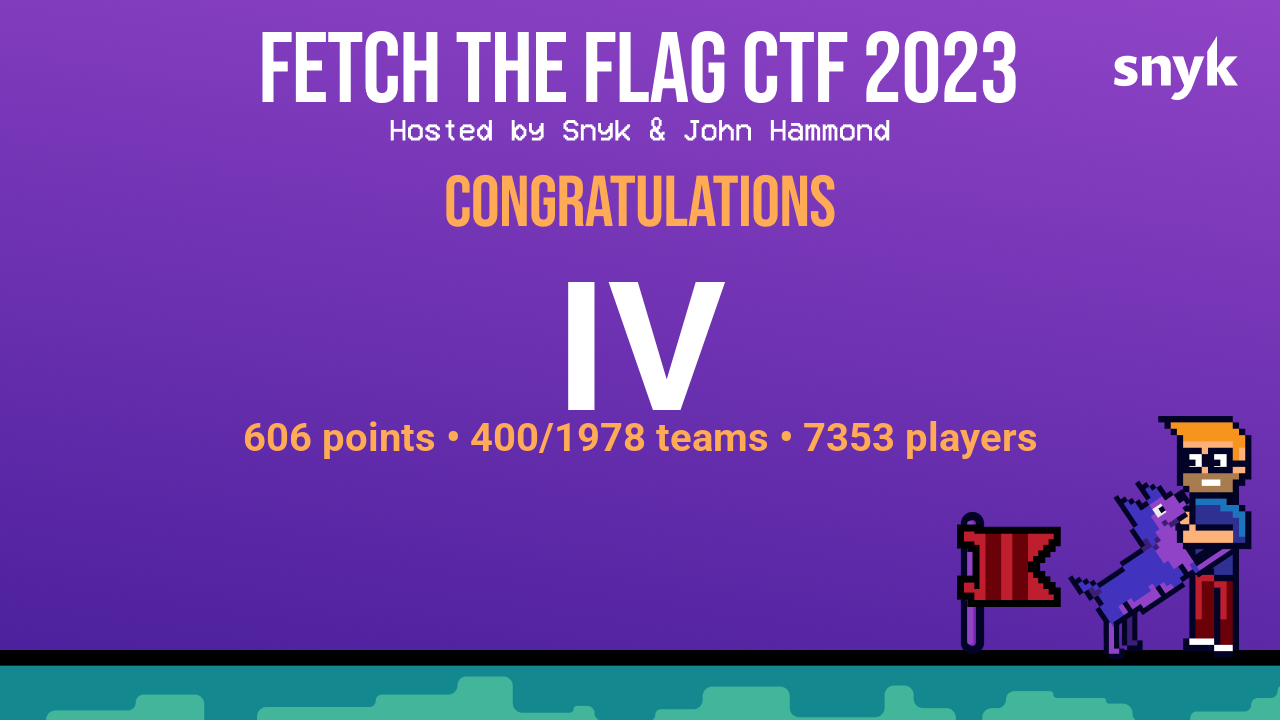 FETCH THE FLAG CTF 2023
snyk
Hosted by Snyk & John Hammond
CONGRATULATIONS
IV
606 points • 400/1978 teams • 7353 players